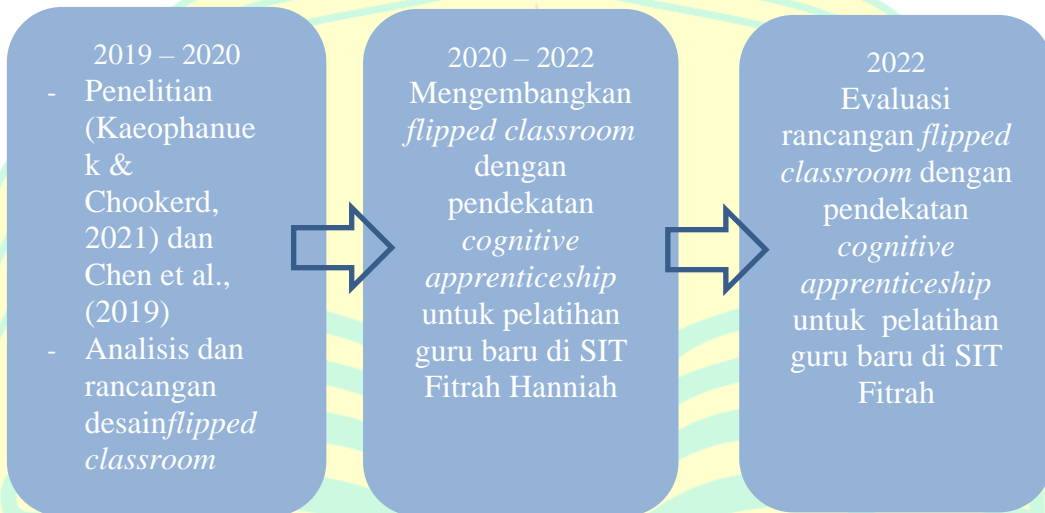 2019 – 2020
- Penelitian
(Kaeophanue
k &
Chookerd,
2021) dan
Chen et al.,
(2019)
- Analisis dan
rancangan
desainflipped
classroom
2020 – 2022
Mengembangkan
flipped classroom
dengan
pendekatan
cognitive
apprenticeship
untuk pelatihan
guru baru di SIT
Fitrah Hanniah
2022
Evaluasi
rancangan flipped
classroom dengan
pendekatan
cognitive
apprenticeship
untuk pelatihan
guru baru di SIT
Fitrah